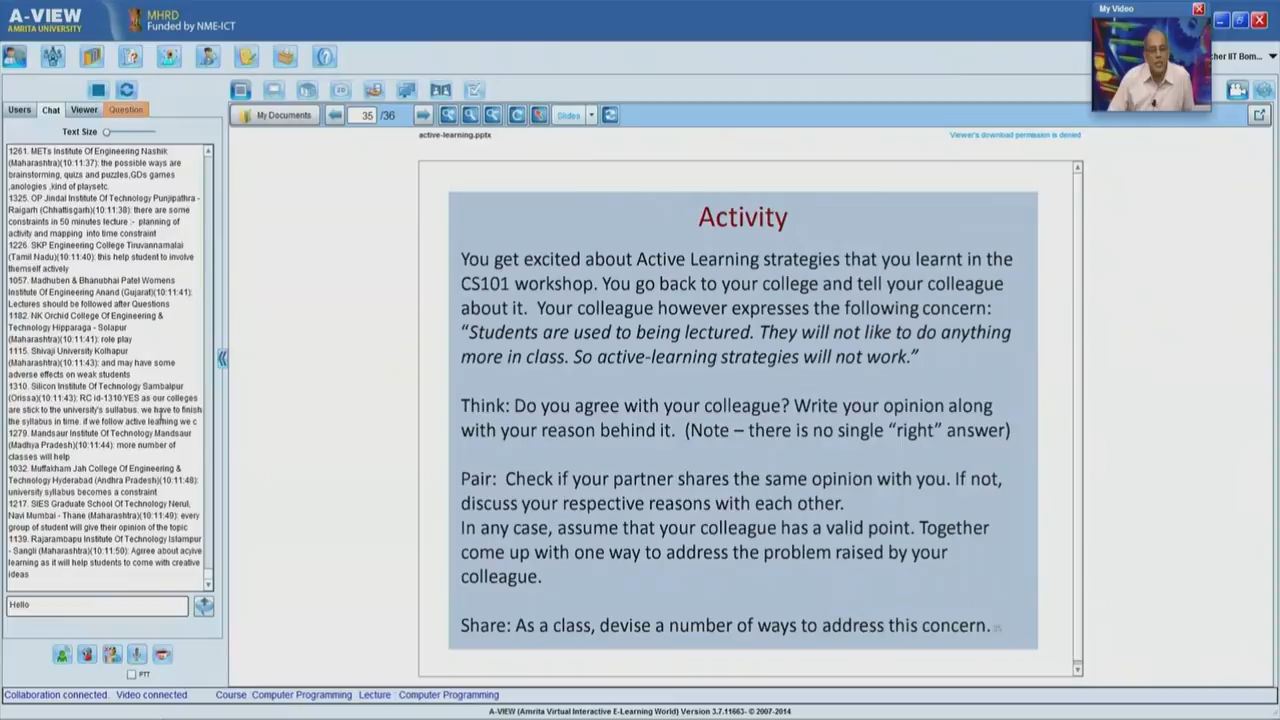 A-VIEW
AMRITA UNIVERSITY
MHRD
Funded by NME-ICT
My Video
her IIT Bom...
Users
Chat
Viewer
Question
Text Size
1261. METs Institute Of Engineering Nashik
(Maharashtra)(10:11:37): the possible ways are
brainstorming, quizs and puzzles,GDs games
,anologies ,kind of playsetc.
1325. OP Jindal Institute Of Technology Punjipathra -
Raigarh (Chhattisgarh)(10:11:38): there are some
constraints in 50 minutes lecture :- planning of
activity and mapping into time constraint
1226. SKP Engineering College Tiruvannamalai
(Tamil Nadu)(10:11:40): this help student to involve
themself actively
1057. Madhuben & Bhanubhai Patel Womens
Institute Of Engineering Anand (Gujarat)(10:11:41):
Lectures should be followed after Questions
1182. NK Orchid College Of Engineering &
Technology Hipparaga - Solapur
(Maharashtra)(10:11:41): role play
1115. Shivaji University Kolhapur
(Maharashtra)(10:11:43): and may have some
adverse effects on weak students
1310. Silicon Institute Of Technology Sambalpur
(Orissa)(10:11:43): RC id-1310:YES as our colleges
are stick to the university's sullabus. we have to finish
the syllabus in time. if we follow active learning we c
1279. Mandsaur Institute Of Technology Mandsaur
(Madhya Pradesh)(10:11:44): more number of
classes will help
1032. Muffakham Jah College Of Engineering &
Technology Hyderabad (Andhra Pradesh)(10:11:48):
university syllabus becomes a constraint
1217. SIES Graduate School Of Technology Nerul,
Navi Mumbai - Thane (Maharashtra)(10:11:49): every
group of student will give their opinion of the topic
1139. Rajarambapu Institute Of Technology Islampur
- Sangli (Maharashtra)(10:11:50): Agree about
learning as it will help students to come with creative
ideas
Hello
PTT
My Documents
35 /36
Slides
active-learning.pptx
Viewer's download permission is denied
Activity
You get excited about Active Learning strategies that you learnt in the
CS101 workshop. You go back to your college and tell your colleague
about it. Your colleague however expresses the following concern:
"Students are used to being lectured. They will not like to do anything
more in class. So active-learning strategies will not work."
Think: Do you agree with your colleague? Write your opinion along
with your reason behind it. (Note – there is no single "right" answer)
Pair: Check if your partner shares the same opinion with you. If not,
discuss your respective reasons with each other.
In any case, assume that your colleague has a valid point. Together
come up with one way to address the problem raised by your
colleague.
Share: As a class, devise a number of ways to address this concern.
Collaboration connected. Video connected
Course Computer Programming Lecture Computer Programming
A-VIEW (Amrita Virtual Interactive E-Learning World) Version 3.7.11663- © 2007-2014